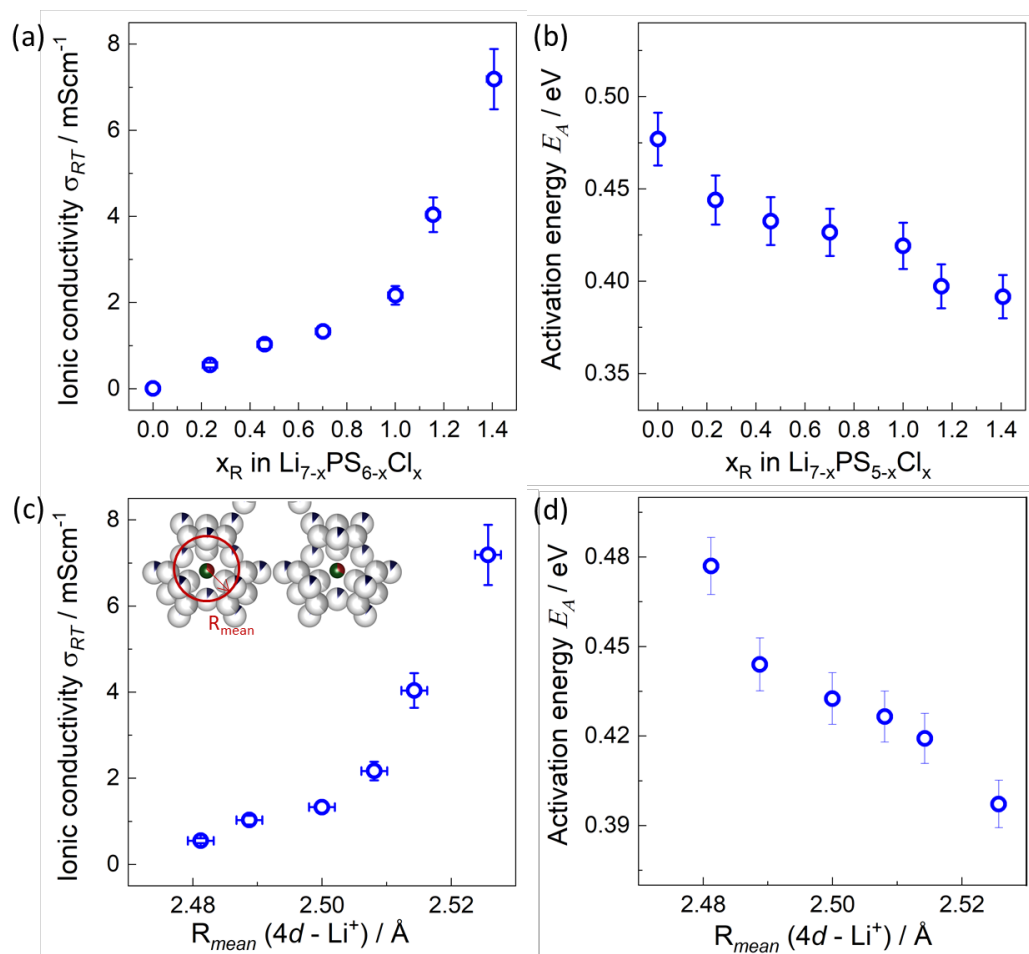 (a)
Ionic conductivity σRT / mScm⁻¹
8
6
4
2
0
0.0 0.2 0.4 0.6 0.8 1.0 1.2 1.4
xR in Li7-xPS6-xClx
(b)
Activation energy EA / eV
0.50
0.45
0.40
0.35
0.0 0.2 0.4 0.6 0.8 1.0 1.2 1.4
xR in Li7-xPS5-xClx
(c)
Ionic conductivity σRT / mScm⁻¹
8
6
4
2
0
Rmean
2.48 2.50 2.52
Rmean (4d - Li⁺) / Å
(d)
Activation energy EA / eV
0.48
0.45
0.42
0.39
2.48 2.50 2.52
Rmean (4d - Li⁺) / Å